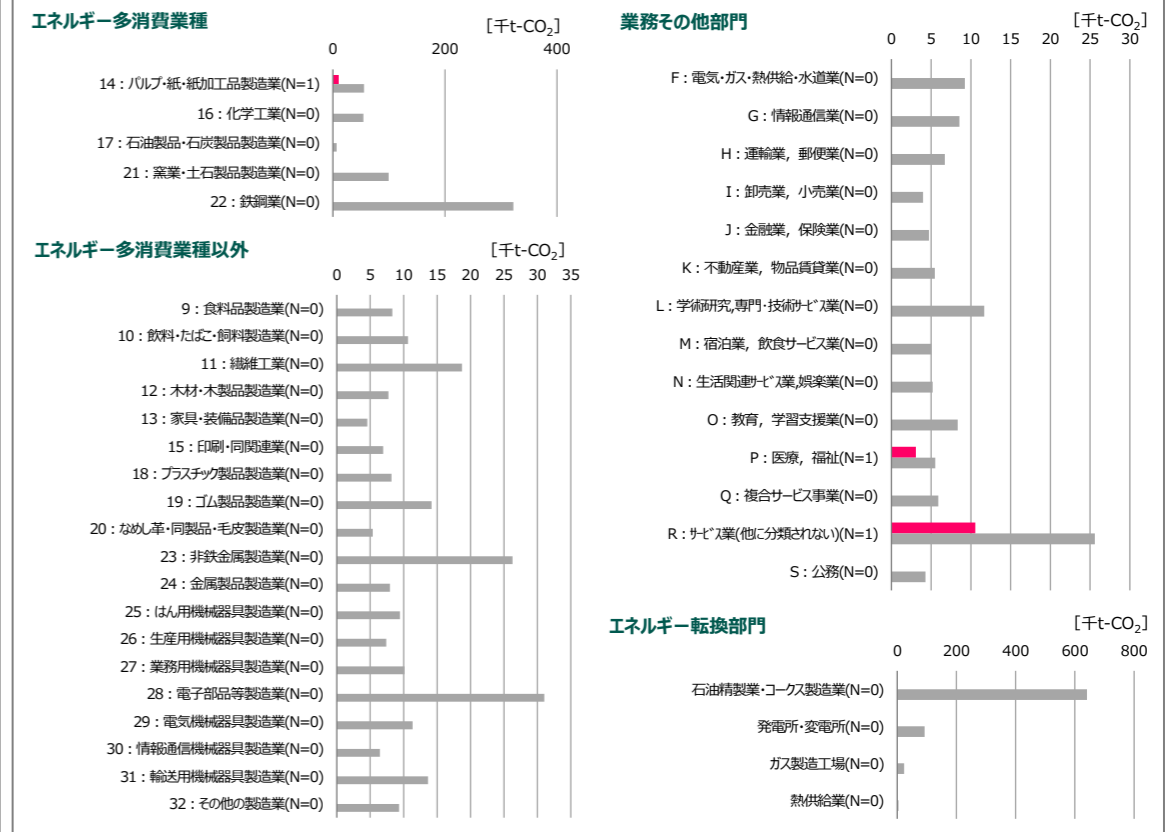 エネルギー多消費業種
[千t-CO2]
0 200 400
14：パルプ・紙・紙加工品製造業(N=1)
16：化学工業(N=0)
17：石油製品・石炭製品製造業(N=0)
21：窯業・土石製品製造業(N=0)
22：鉄鋼業(N=0)
エネルギー多消費業種以外
[千t-CO2]
0 5 10 15 20 25 30 35
9：食料品製造業(N=0)
10：飲料・たばこ・飼料製造業(N=0)
11：繊維工業(N=0)
12：木材・木製品製造業(N=0)
13：家具・装備品製造業(N=0)
15：印刷・同関連業(N=0)
18：プラスチック製品製造業(N=0)
19：ゴム製品製造業(N=0)
20：なめし革・同製品・毛皮製造業(N=0)
23：非鉄金属製造業(N=0)
24：金属製品製造業(N=0)
25：はん用機械器具製造業(N=0)
26：生産用機械器具製造業(N=0)
27：業務用機械器具製造業(N=0)
28：電子部品等製造業(N=0)
29：電気機械器具製造業(N=0)
30：情報通信機械器具製造業(N=0)
31：輸送用機械器具製造業(N=0)
32：その他の製造業(N=0)
業務その他部門
[千t-CO2]
0 5 10 15 20 25 30
F：電気・ガス・熱供給・水道業(N=0)
G：情報通信業(N=0)
H：運輸業，郵便業(N=0)
I：卸売業，小売業(N=0)
J：金融業，保険業(N=0)
K：不動産業，物品賃貸業(N=0)
L：学術研究,専門・技術ｻｰﾋﾞｽ業(N=0)
M：宿泊業，飲食サービス業(N=0)
N：生活関連ｻｰﾋﾞｽ業,娯楽業(N=0)
O：教育，学習支援業(N=0)
P：医療，福祉(N=1)
Q：複合サービス事業(N=0)
R：ｻｰﾋﾞｽ業(他に分類されない)(N=1)
S：公務(N=0)
エネルギー転換部門
[千t-CO2]
0 200 400 600 800
石油精製業・コークス製造業(N=0)
発電所・変電所(N=0)
ガス製造工場(N=0)
熱供給業(N=0)